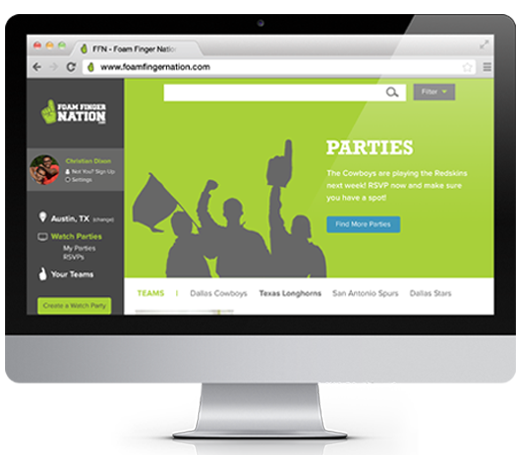 FFN - Foam Finger Natio
www.foamfingernation.com
FOAM FINGER
NATION
Filter
Christian Dixon
Not You? Sign Up
Settings
PARTIES
The Cowboys are playing the Redskins
next week! RSVP now and make sure
you have a spot!
Find More Parties
Austin, TX (change)
Watch Parties
My Parties
RSVPs
Your Teams
Create a Watch Party
TEAMS | Dallas Cowboys Texas Longhorns San Antonio Spurs Dallas Stars